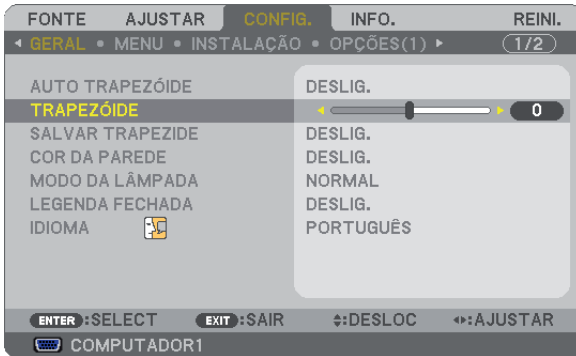 FONTE AJUSTAR CONFIG. INFO. REINI.
GERAL • MENU • INSTALAÇÃO • OPÇÕES(1) 1/2
AUTO TRAPEZÓIDE DESLIG.
TRAPEZÓIDE 0
SALVAR TRAPEZIDE DESLIG.
COR DA PAREDE DESLIG.
MODO DA LÂMPADA NORMAL
LEGENDA FECHADA DESLIG.
IDIOMA PORTUGUÊS
ENTER :SELECT EXIT :SAIR :DESLOC :AJUSTAR
COMPUTADOR1